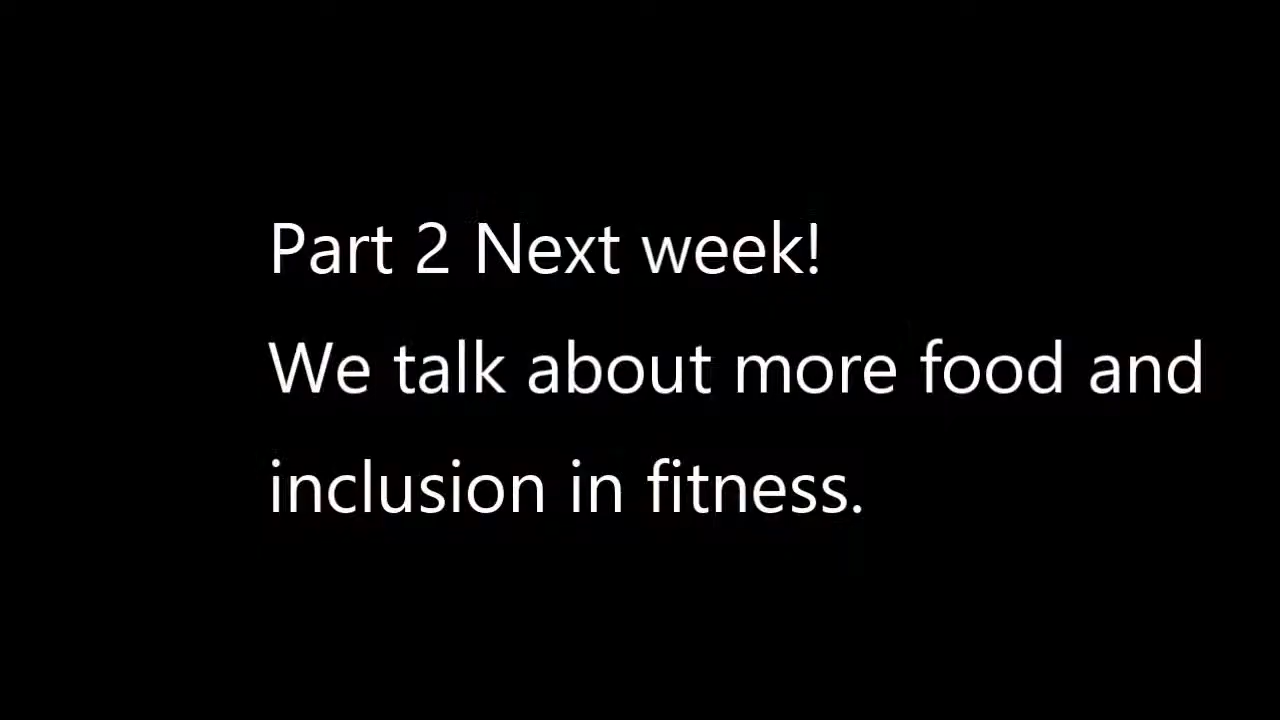 Part 2 Next week!
We talk about more food and
inclusion in fitness.